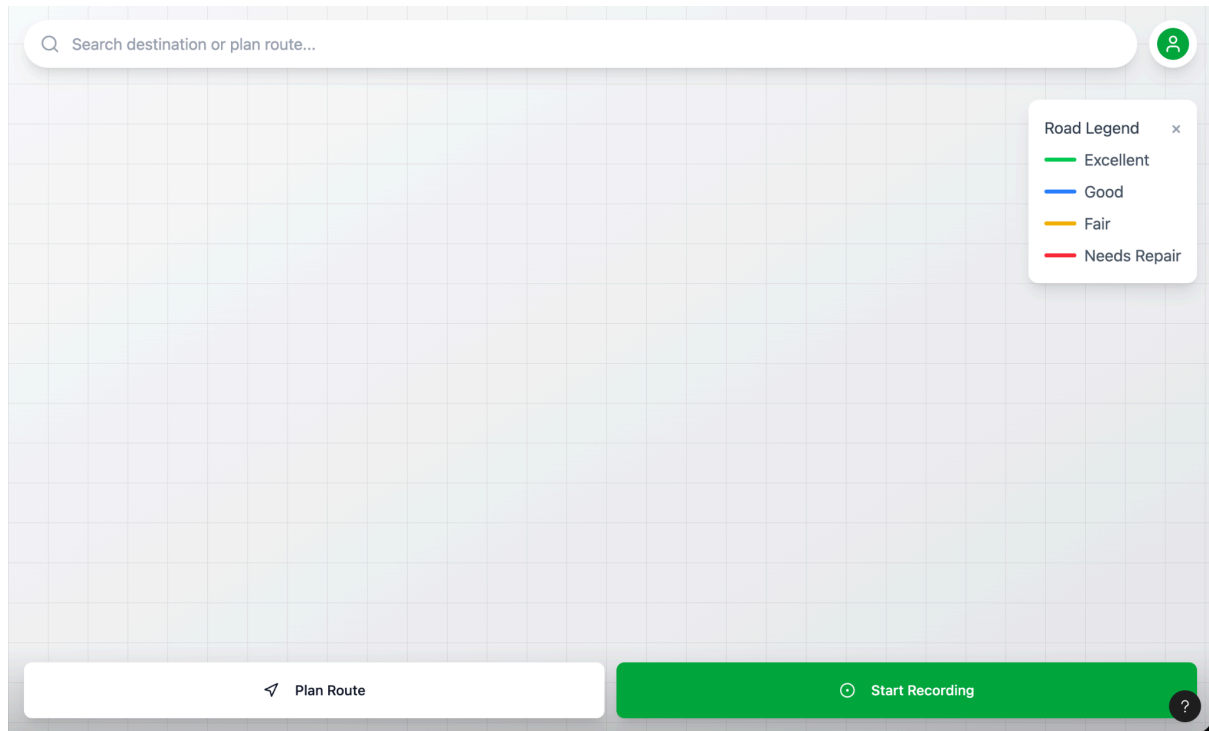 Search destination or plan route...
Road Legend ×
Excellent
Good
Fair
Needs Repair
Plan Route
Start Recording
?